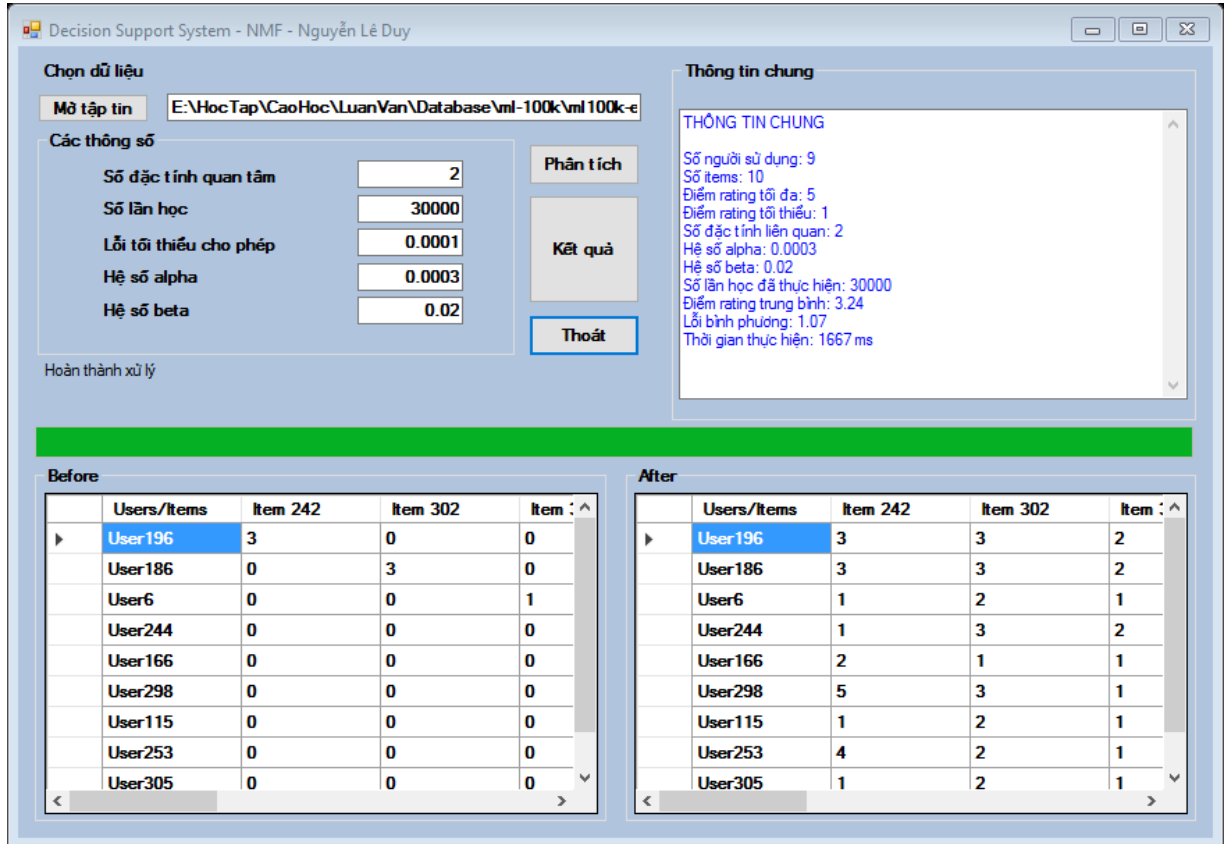 Decision Support System - NMF - Nguyễn Lê Duy
Chọn dữ liệu
Mở tập tin E:\HocTap\CaoHoc\LuanVan\Database\ml-100k\ml100k-e
Các thông số
Số đặc tính quan tâm 2
Số lần học 30000
Lỗi tối thiểu cho phép 0.0001
Hệ số alpha 0.0003
Hệ số beta 0.02
Phân tích
Kết quả
Thoát
Hoàn thành xử lý
Thông tin chung
THÔNG TIN CHUNG
Số người sử dụng: 9
Số items: 10
Điểm rating tối đa: 5
Điểm rating tối thiểu: 1
Số đặc tính liên quan: 2
Hệ số alpha: 0.0003
Hệ số beta: 0.02
Số lần học đã thực hiện: 30000
Điểm rating trung bình: 3.24
Lỗi bình phương: 1.07
Thời gian thực hiện: 1667 ms
Before
Users/Items Item 242 Item 302 Item
User196 3 0 0
User186 0 3 0
User6 0 0 1
User244 0 0 0
User166 0 0 0
User298 0 0 0
User115 0 0 0
User253 0 0 0
User305 0 0 0
After
Users/Items Item 242 Item 302 Item
User196 3 3 2
User186 3 3 2
User6 1 2 1
User244 1 3 2
User166 2 1 1
User298 5 3 1
User115 1 2 1
User253 4 2 1
User305 1 2 1